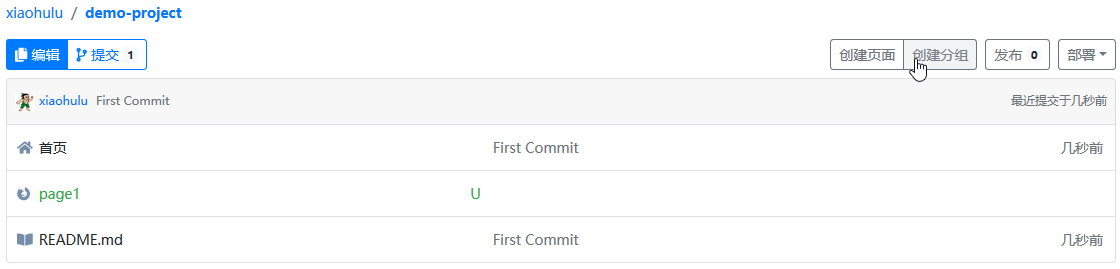 xiaohulu / demo-project
编辑 提交 1 创建页面 创建分组 发布 0 部署
xiaohulu First Commit 最近提交于几秒前
首页 First Commit 几秒前
page1 U
README.md First Commit 几秒前